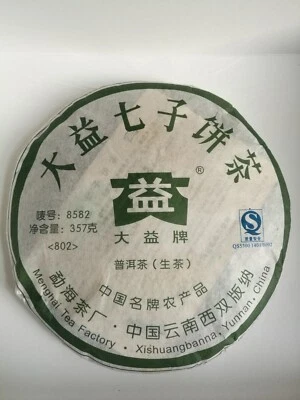 大益七子饼茶
益
®
唛号: 8582
净含量: 357克
<802>
大益牌
普洱茶(生茶)
中国名牌农产品
勐海茶厂·中国云南西双版纳
Menghai Tea Factory · Xishuangbanna, Yunnan, China